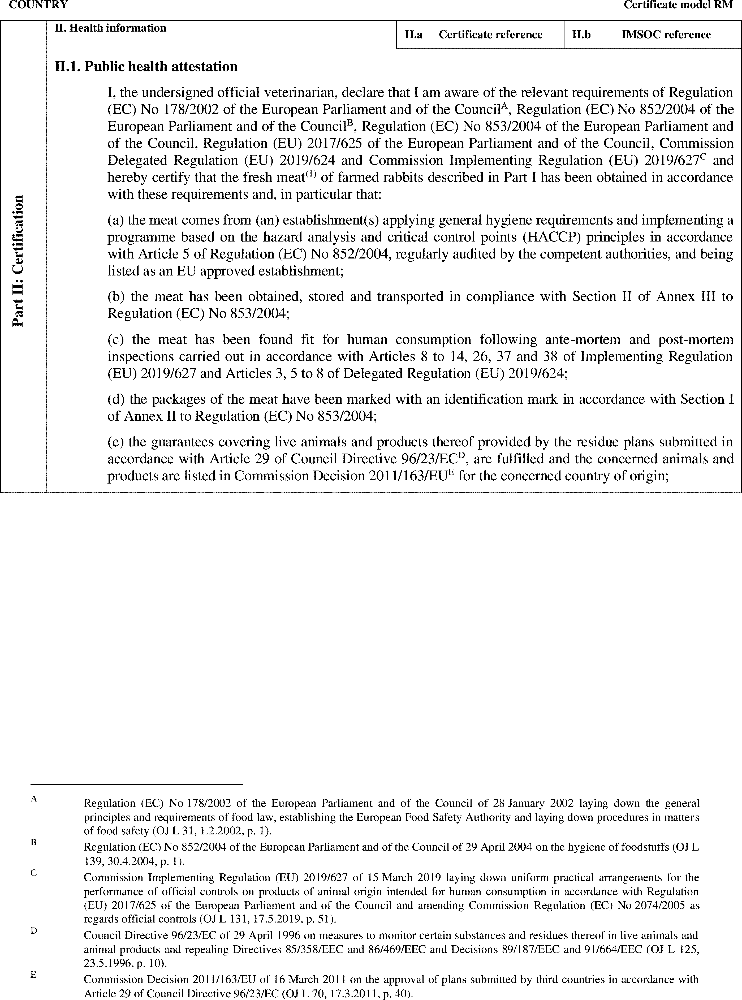 COUNTRY
Certificate model RM
Part II: Certification
II. Health information
II.a Certificate reference
II.b IMSOC reference
II.1. Public health attestation
I, the undersigned official veterinarian, declare that I am aware of the relevant requirements of Regulation
(EC) No 178/2002 of the European Parliament and of the Council^A, Regulation (EC) No 852/2004 of the
European Parliament and of the Council^B, Regulation (EC) No 853/2004 of the European Parliament and
of the Council, Regulation (EU) 2017/625 of the European Parliament and of the Council, Commission
Delegated Regulation (EU) 2019/624 and Commission Implementing Regulation (EU) 2019/627^C and
hereby certify that the fresh meat^(1) of farmed rabbits described in Part I has been obtained in accordance
with these requirements and, in particular that:
(a) the meat comes from (an) establishment(s) applying general hygiene requirements and implementing a
programme based on the hazard analysis and critical control points (HACCP) principles in accordance
with Article 5 of Regulation (EC) No 852/2004, regularly audited by the competent authorities, and being
listed as an EU approved establishment;
(b) the meat has been obtained, stored and transported in compliance with Section II of Annex III to
Regulation (EC) No 853/2004;
(c) the meat has been found fit for human consumption following ante-mortem and post-mortem
inspections carried out in accordance with Articles 8 to 14, 26, 37 and 38 of Implementing Regulation
(EU) 2019/627 and Articles 3, 5 to 8 of Delegated Regulation (EU) 2019/624;
(d) the packages of the meat have been marked with an identification mark in accordance with Section I
of Annex II to Regulation (EC) No 853/2004;
(e) the guarantees covering live animals and products thereof provided by the residue plans submitted in
accordance with Article 29 of Council Directive 96/23/EC^D, are fulfilled and the concerned animals and
products are listed in Commission Decision 2011/163/EU^E for the concerned country of origin;
A Regulation (EC) No 178/2002 of the European Parliament and of the Council of 28 January 2002 laying down the general
principles and requirements of food law, establishing the European Food Safety Authority and laying down procedures in matters
of food safety (OJ L 31, 1.2.2002, p. 1).
B Regulation (EC) No 852/2004 of the European Parliament and of the Council of 29 April 2004 on the hygiene of foodstuffs (OJ L
139, 30.4.2004, p. 1).
C Commission Implementing Regulation (EU) 2019/627 of 15 March 2019 laying down uniform practical arrangements for the
performance of official controls on products of animal origin intended for human consumption in accordance with Regulation
(EU) 2017/625 of the European Parliament and of the Council and amending Commission Regulation (EC) No 2074/2005 as
regards official controls (OJ L 131, 17.5.2019, p. 51).
D Council Directive 96/23/EC of 29 April 1996 on measures to monitor certain substances and residues thereof in live animals and
animal products and repealing Directives 85/358/EEC and 86/469/EEC and Decisions 89/187/EEC and 91/664/EEC (OJ L 125,
23.5.1996, p. 10).
E Commission Decision 2011/163/EU of 16 March 2011 on the approval of plans submitted by third countries in accordance with
Article 29 of Council Directive 96/23/EC (OJ L 70, 17.3.2011, p. 40).